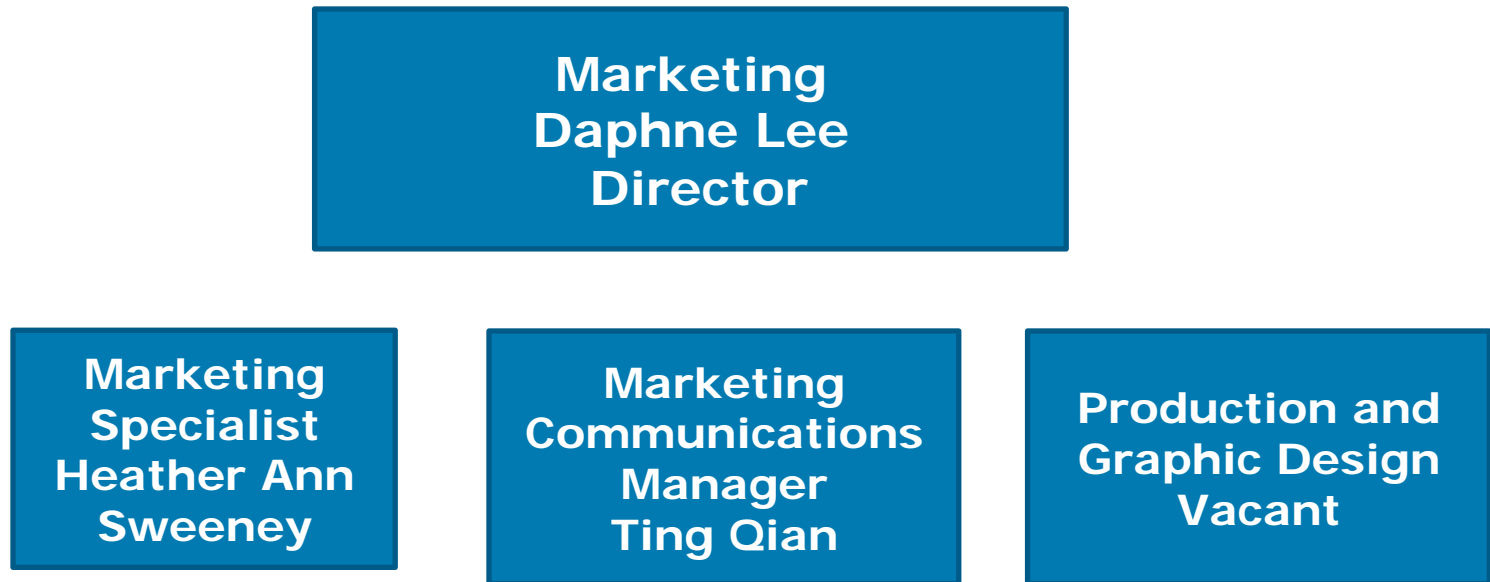 Marketing
Daphne Lee
Director
Marketing
Specialist
Heather Ann
Sweeney
Marketing
Communications
Manager
Ting Qian
Production and
Graphic Design
Vacant